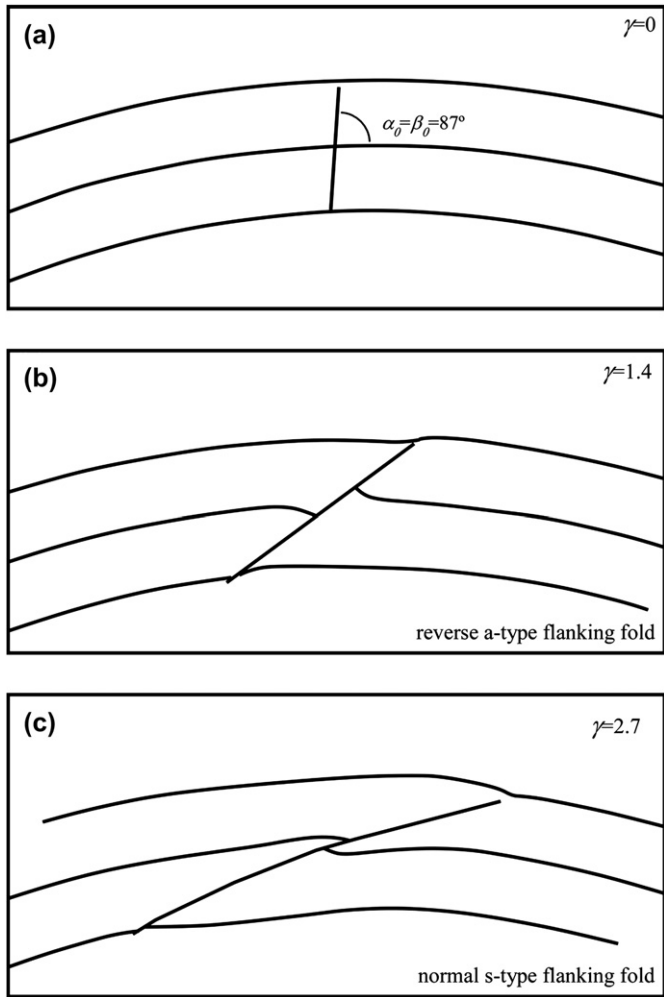 (a)
γ=0
α₀=β₀=87º
(b)
γ=1.4
reverse a-type flanking fold
(c)
γ=2.7
normal s-type flanking fold